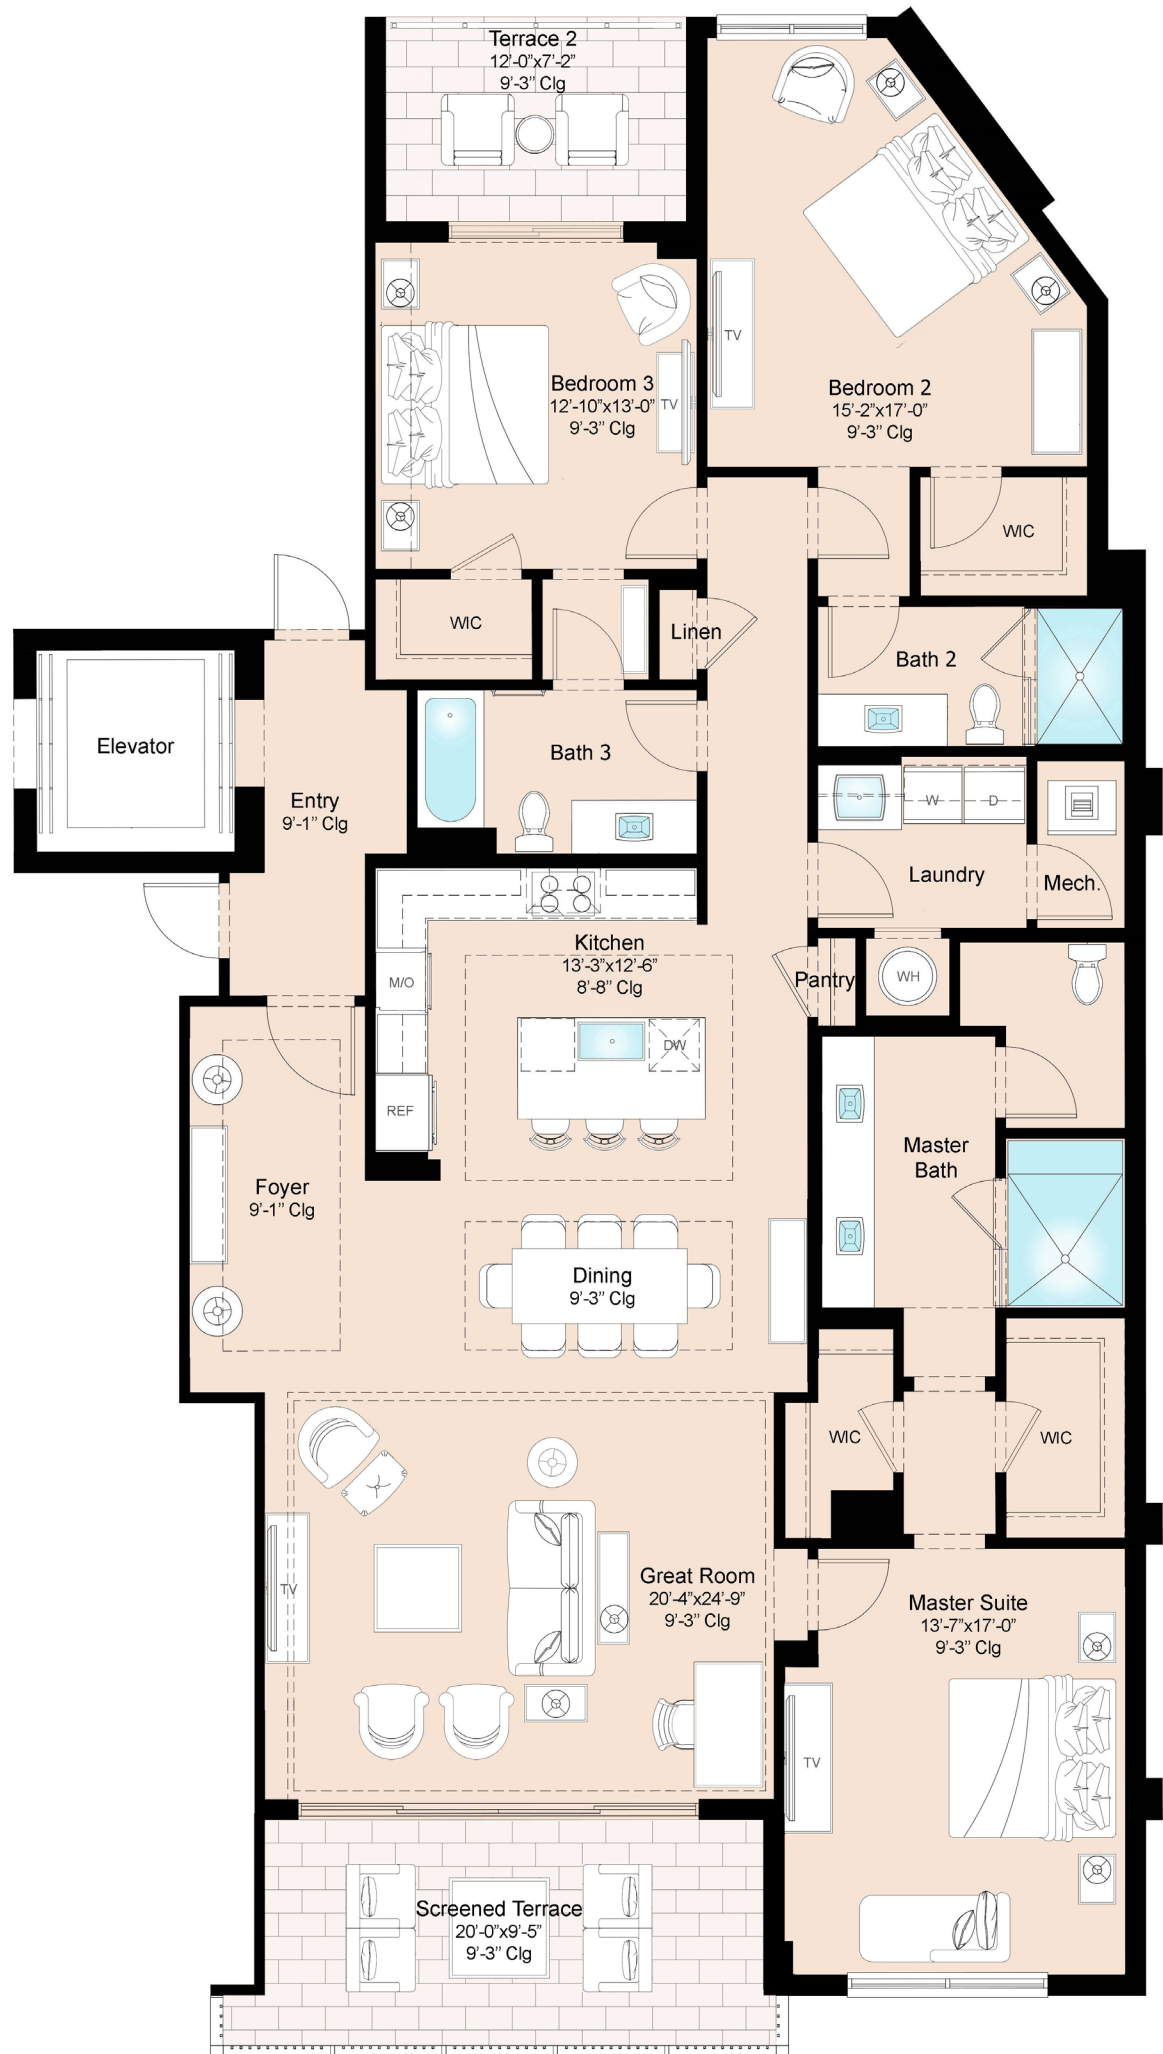 Terrace 2
12'-0"x7'-2"
9'-3" Clg
TV
Bedroom 2
15'-2"x17'-0"
9'-3" Clg
Bedroom 3
12'-10"x13'-0"
9'-3" Clg
TV
WIC
WIC
Linen
Bath 2
Elevator
Bath 3
Entry
9'-1" Clg
W
D
Laundry
Mech.
Kitchen
13'-3"x12'-6"
8'-8" Clg
M/O
Pantry
WH
DW
REF
Master
Bath
Foyer
9'-1" Clg
Dining
9'-3" Clg
WIC
WIC
TV
Great Room
20'-4"x24'-9"
9'-3" Clg
Master Suite
13'-7"x17'-0"
9'-3" Clg
TV
Screened Terrace
20'-0"x9'-5"
9'-3" Clg